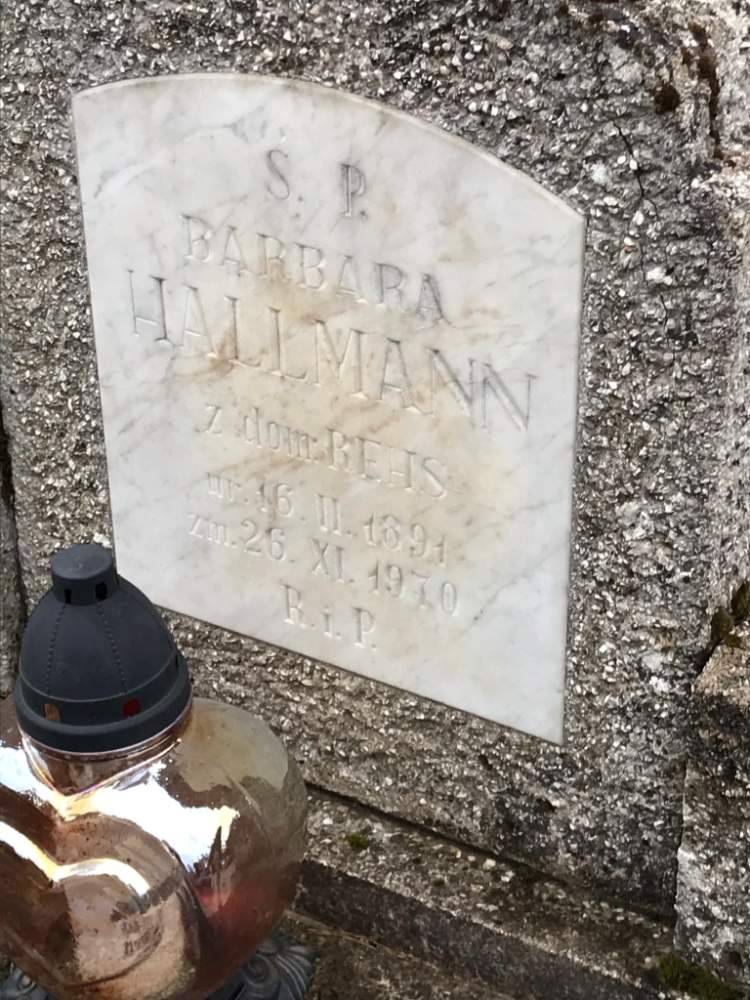 Ś. P.
BARBARA
HALLMANN
z dom. REHS
ur. 16. II. 1891
zm. 26. XI. 1970
R. i. P.